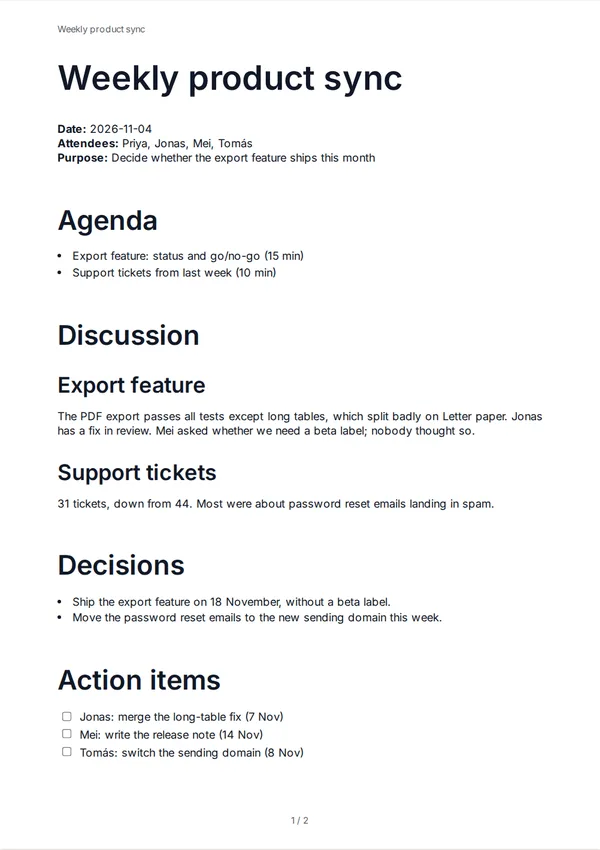 Weekly product sync
Weekly product sync
Date: 2026-11-04
Attendees: Priya, Jonas, Mei, Tomás
Purpose: Decide whether the export feature ships this month
Agenda
• Export feature: status and go/no-go (15 min)
• Support tickets from last week (10 min)
Discussion
Export feature
The PDF export passes all tests except long tables, which split badly on Letter paper. Jonas
has a fix in review. Mei asked whether we need a beta label; nobody thought so.
Support tickets
31 tickets, down from 44. Most were about password reset emails landing in spam.
Decisions
• Ship the export feature on 18 November, without a beta label.
• Move the password reset emails to the new sending domain this week.
Action items
☐ Jonas: merge the long-table fix (7 Nov)
☐ Mei: write the release note (14 Nov)
☐ Tomás: switch the sending domain (8 Nov)
1 / 2